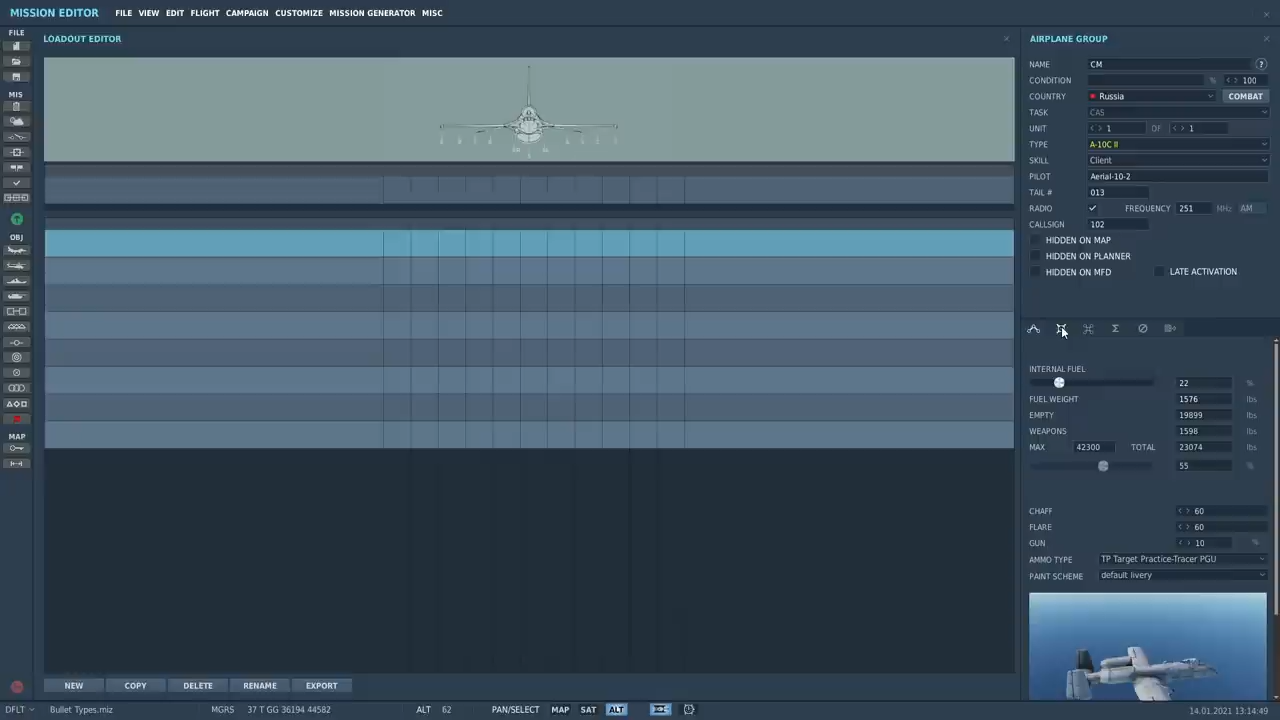 MISSION EDITOR FILE VIEW EDIT FLIGHT CAMPAIGN CUSTOMIZE MISSION GENERATOR MISC
FILE
MIS
OBJ
MAP
LOADOUT EDITOR
NEW COPY DELETE RENAME EXPORT
AIRPLANE GROUP
NAME CM ?
CONDITION % < > 100
COUNTRY Russia COMBAT
TASK CAS
UNIT < > 1 OF < > 1
TYPE A-10C II
SKILL Client
PILOT Aerial-10-2
TAIL # 013
RADIO FREQUENCY 251 MHz AM
CALLSIGN 102
HIDDEN ON MAP
HIDDEN ON PLANNER
HIDDEN ON MFD LATE ACTIVATION
INTERNAL FUEL
22 %
FUEL WEIGHT 1576 lbs
EMPTY 19899 lbs
WEAPONS 1598 lbs
MAX 42300 TOTAL 23074 lbs
55 %
CHAFF < > 60
FLARE < > 60
GUN < > 10 %
AMMO TYPE TP Target Practice-Tracer PGU
PAINT SCHEME default livery
DFLT Bullet Types.miz MGRS 37 T GG 36194 44582 ALT 62 PAN/SELECT MAP SAT ALT 14.01.2021 13:14:49